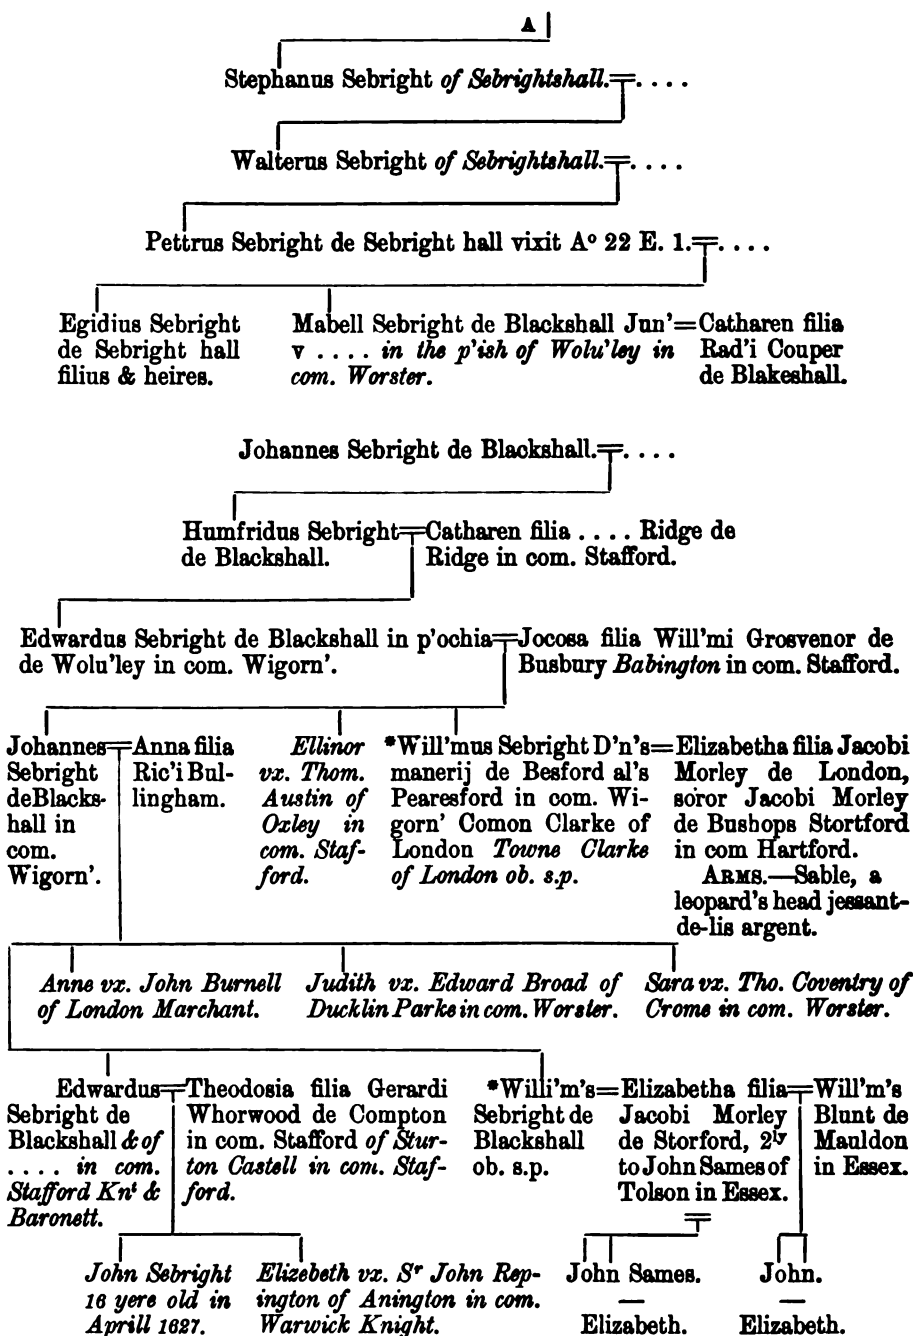 A
Stephanus Sebright of Sebrightshall.=. . . .
Walterus Sebright of Sebrightshall.=. . . .
Pettrus Sebright de Sebright hall vixit Aº 22 E. 1.=. . . .
Egidius Sebright
de Sebright hall
filius & heires.
Mabell Sebright de Blackshall Jun'=Catharen filia
v . . . . in the p'ish of Wolu'ley in
com. Worster.
Rad'i Couper
de Blakeshall.
Johannes Sebright de Blackshall.=. . . .
Humfridus Sebright=Catharen filia . . . . Ridge de
de Blackshall.
Ridge in com. Stafford.
Edwardus Sebright de Blackshall in p'ochia=Jocosa filia Will'mi Grosvenor de
de Wolu'ley in com. Wigorn'.
Busbury Babington in com. Stafford.
Johannes=Anna filia
Sebright
deBlacks-
hall in
com.
Wigorn'.
Ric'i Bul-
lingham.
Ellinor
vx. Thom.
Austin of
Oxley in
com. Staf-
ford.
*Will'mus Sebright D'n's=
manerij de Besford al's
Pearesford in com. Wi-
gorn' Comon Clarke of
London Towne Clarke
of London ob. s.p.
Elizabetha filia Jacobi
Morley de London,
soror Jacobi Morley
de Bushops Stortford
in com Hartford.
ARMS.—Sable, a
leopard's head jessant-
de-lis argent.
Anne vx. John Burnell
of London Marchant.
Judith vx. Edward Broad of
Ducklin Parke in com. Worster.
Sara vx. Tho. Coventry of
Crome in com. Worster.
Edwardus=
Sebright de
Blackshall & of
. . . . in com.
Stafford Knt &
Baronett.
Theodosia filia Gerardi
Whorwood de Compton
in com. Stafford of Stur-
ton Castell in com. Staf-
ford.
*Willi'm's=
Sebright de
Blackshall
ob. s.p.
Elizabetha filia=
Jacobi Morley
de Storford, 2ly
to John Sames of
Tolson in Essex.
=
Will'm's
Blunt de
Mauldon
in Essex.
John Sebright
16 yere old in
Aprill 1627.
Elizebeth vx. Sr John Rep-
ington of Anington in com.
Warwick Knight.
John Sames.
—
Elizabeth.
John.
—
Elizabeth.